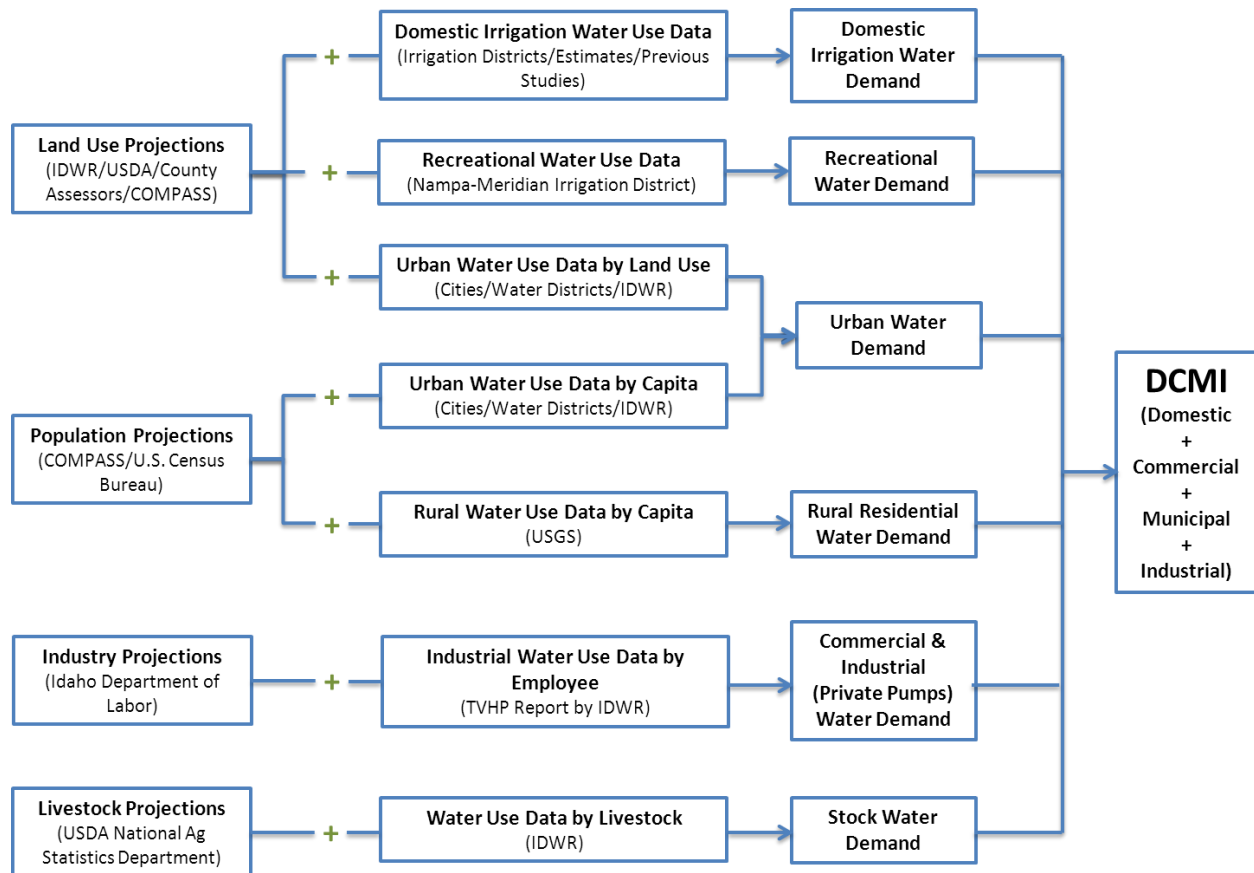 Domestic Irrigation Water Use Data
(Irrigation Districts/Estimates/Previous
Studies)
Domestic
Irrigation Water
Demand
+
Land Use Projections
(IDWR/USDA/County
Assessors/COMPASS)
+
Recreational Water Use Data
(Nampa-Meridian Irrigation District)
Recreational
Water Demand
+
Urban Water Use Data by Land Use
(Cities/Water Districts/IDWR)
Urban Water
Demand
+
Urban Water Use Data by Capita
(Cities/Water Districts/IDWR)
Population Projections
(COMPASS/U.S. Census
Bureau)
+
Rural Water Use Data by Capita
(USGS)
Rural Residential
Water Demand
Industry Projections
(Idaho Department of
Labor)
+
Industrial Water Use Data by
Employee
(TVHP Report by IDWR)
Commercial &
Industrial
(Private Pumps)
Water Demand
Livestock Projections
(USDA National Ag
Statistics Department)
+
Water Use Data by Livestock
(IDWR)
Stock Water
Demand
DCMI
(Domestic
+
Commercial
+
Municipal
+
Industrial)